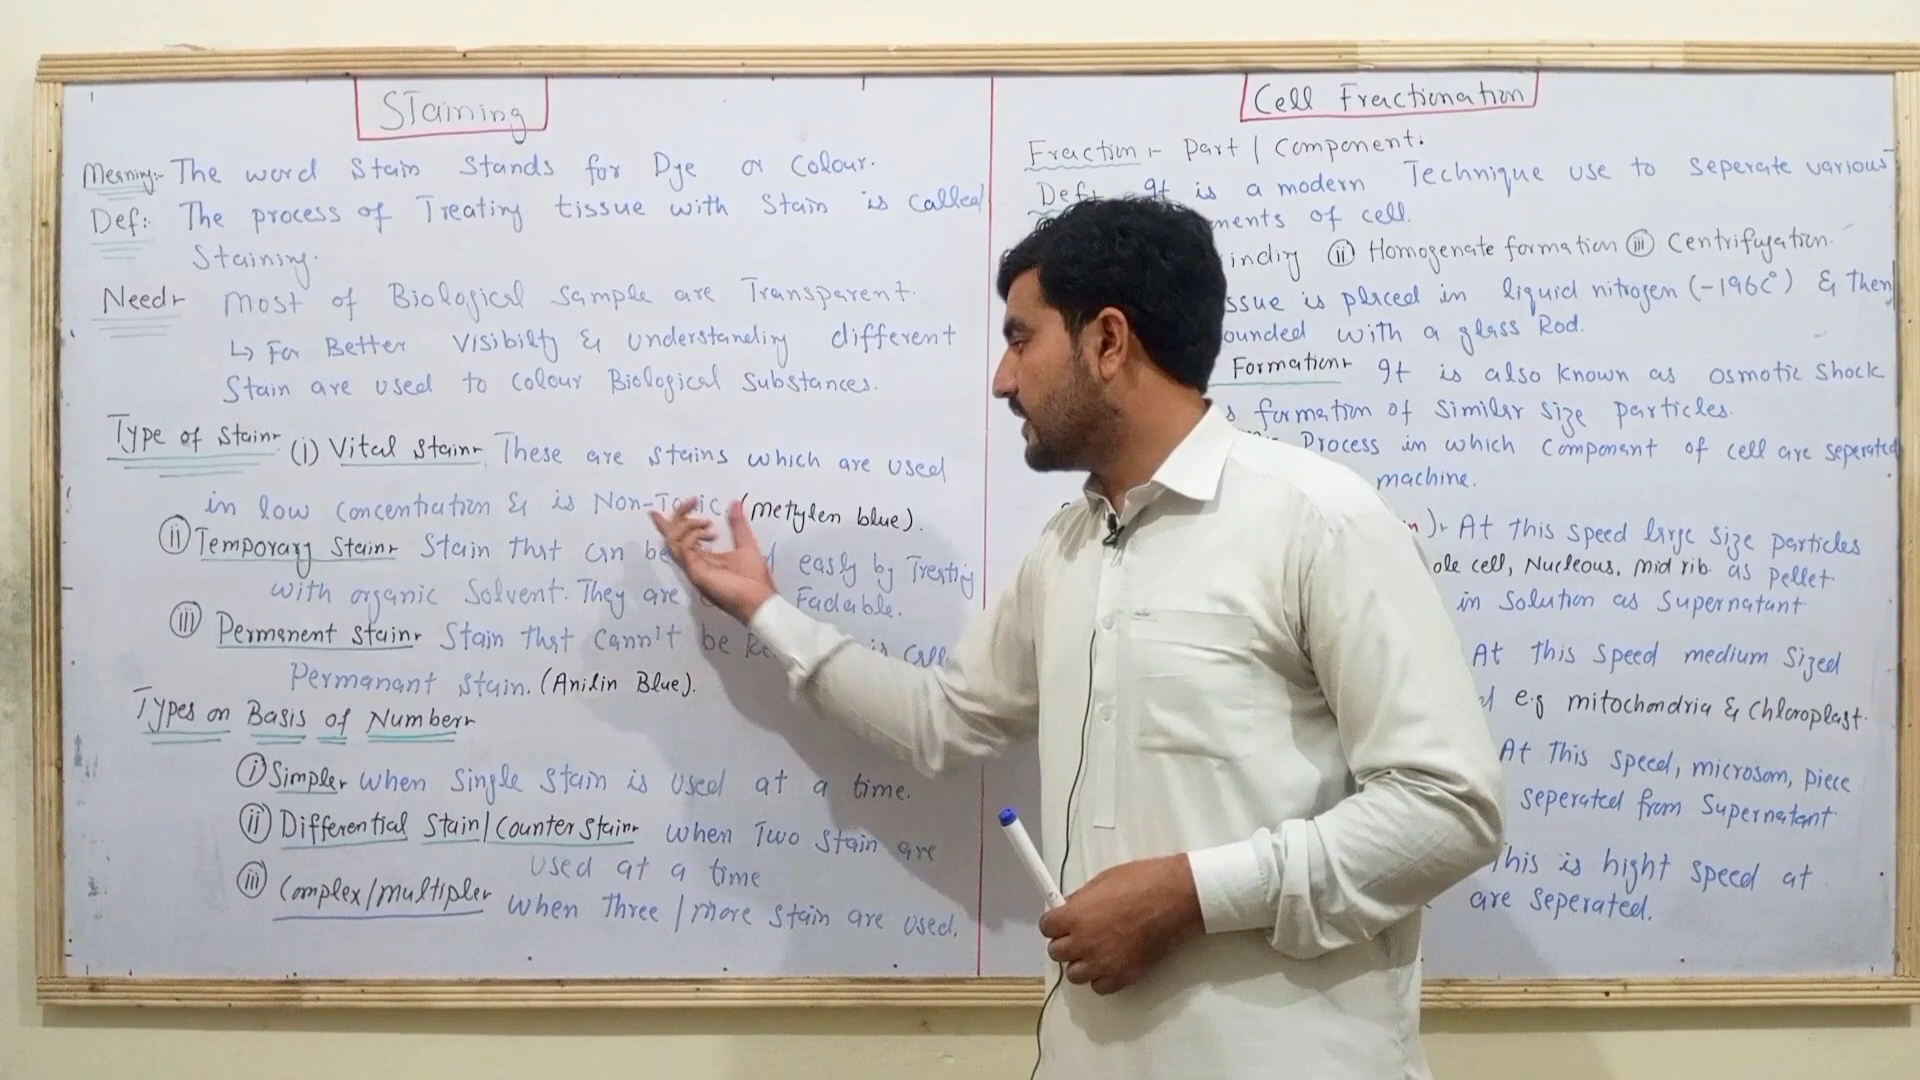 Staining
Meaning:- The word Stain Stands for Dye or Colour.
Def:- The process of Treating tissue with Stain is called
Staining.
Need:- Most of Biological Sample are Transparent.
↳ For Better Visibilty & understanding different
Stain are used to Colour Biological Substances.
Type of Stain:-
(i) Vital Stain:- These are stains which are used
in low concentration & is Non-Toxic. (Metylen blue).
(ii) Temporary Stain:- Stain that can be easly by Treating
with organic Solvent. They are Fadable.
(iii) Permanent Stain:- Stain that Cann't be is
Permanant Stain. (Anilin Blue).
Types on Basis of Number:-
(i) Simple:- When Single Stain is used at a time.
(ii) Differential Stain/Counter Stain:- When Two Stain are
used at a time
(iii) Complex/Multiple:- When Three / More Stain are used.
Cell Fractionation
Fraction:- Part / Component.
Def:- It is a modern Technique use to Seperate various
of cell.
(ii) Homogenate formation (iii) Centrifugation.
is placed in liquid nitrogen (-196C°) & then
with a glass Rod.
Formation:- It is also Known as Osmotic Shock
formation of Similar Size particles.
Process in which Component of cell are seperated
machine.
At this speed large size particles
cell, Nucleous, mid rib as pellet.
in Solution as Supernatant
At this Speed medium Sized
e.g mitochondria & Chloroplast.
At This Speed, microsom, piece
Seperated from Supernatant
This is hight speed at
are Seperated.